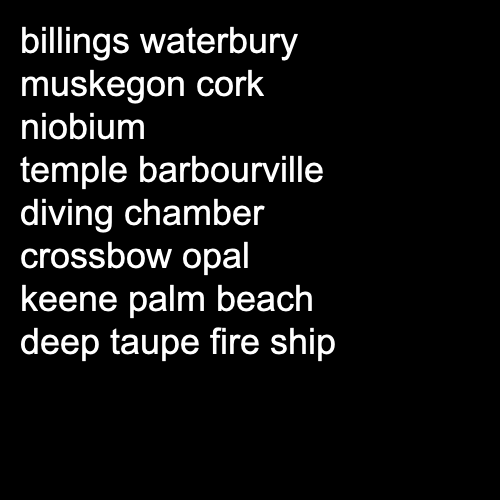 billings waterbury
muskegon cork
niobium
temple barbourville
diving chamber
crossbow opal
keene palm beach
deep taupe fire ship